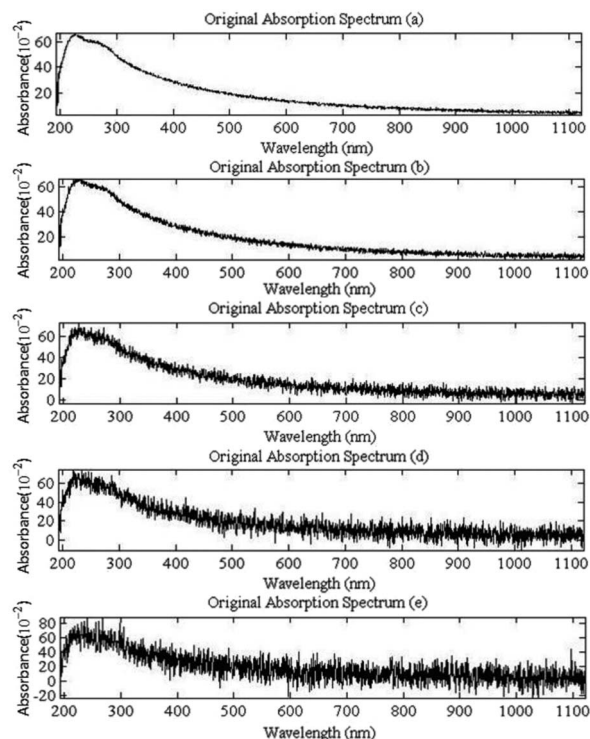 Original Absorption Spectrum (a)
Absorbance(10⁻²)
60
40
20
200 300 400 500 600 700 800 900 1000 1100
Wavelength (nm)
Original Absorption Spectrum (b)
Absorbance(10⁻²)
60
40
20
200 300 400 500 600 700 800 900 1000 1100
Wavelength (nm)
Original Absorption Spectrum (c)
Absorbance(10⁻²)
60
40
20
0
200 300 400 500 600 700 800 900 1000 1100
Wavelength (nm)
Original Absorption Spectrum (d)
Absorbance(10⁻²)
60
40
20
0
200 300 400 500 600 700 800 900 1000 1100
Wavelength (nm)
Original Absorption Spectrum (e)
Absorbance(10⁻²)
80
60
40
20
0
-20
200 300 400 500 600 700 800 900 1000 1100
Wavelength (nm)